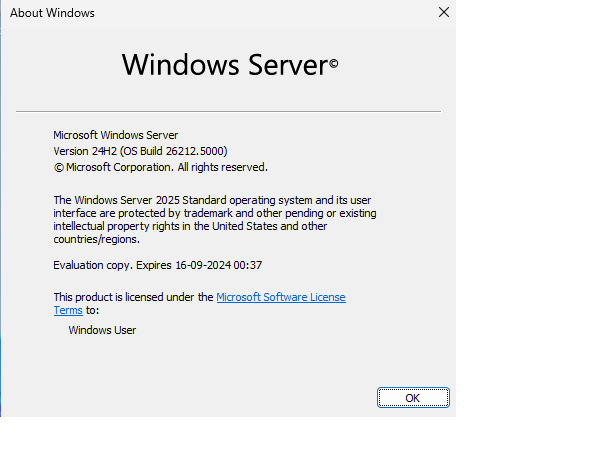 About Windows
Windows Server©
Microsoft Windows Server
Version 24H2 (OS Build 26212.5000)
© Microsoft Corporation. All rights reserved.
The Windows Server 2025 Standard operating system and its user
interface are protected by trademark and other pending or existing
intellectual property rights in the United States and other
countries/regions.
Evaluation copy. Expires 16-09-2024 00:37
This product is licensed under the Microsoft Software License
Terms to:
Windows User
OK